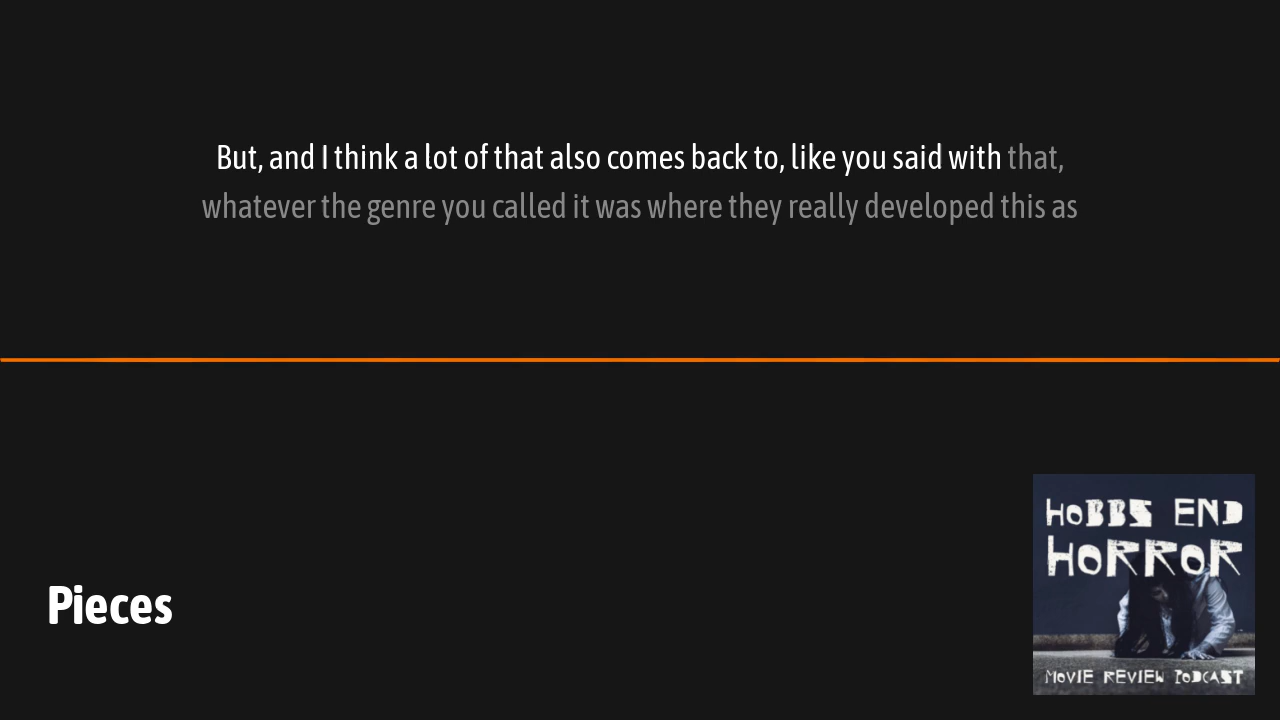 But, and I think a lot of that also comes back to, like you said with that,
whatever the genre you called it was where they really developed this as
Pieces
HOBBS END
HORROR
MOVIE REVIEW PODCAST